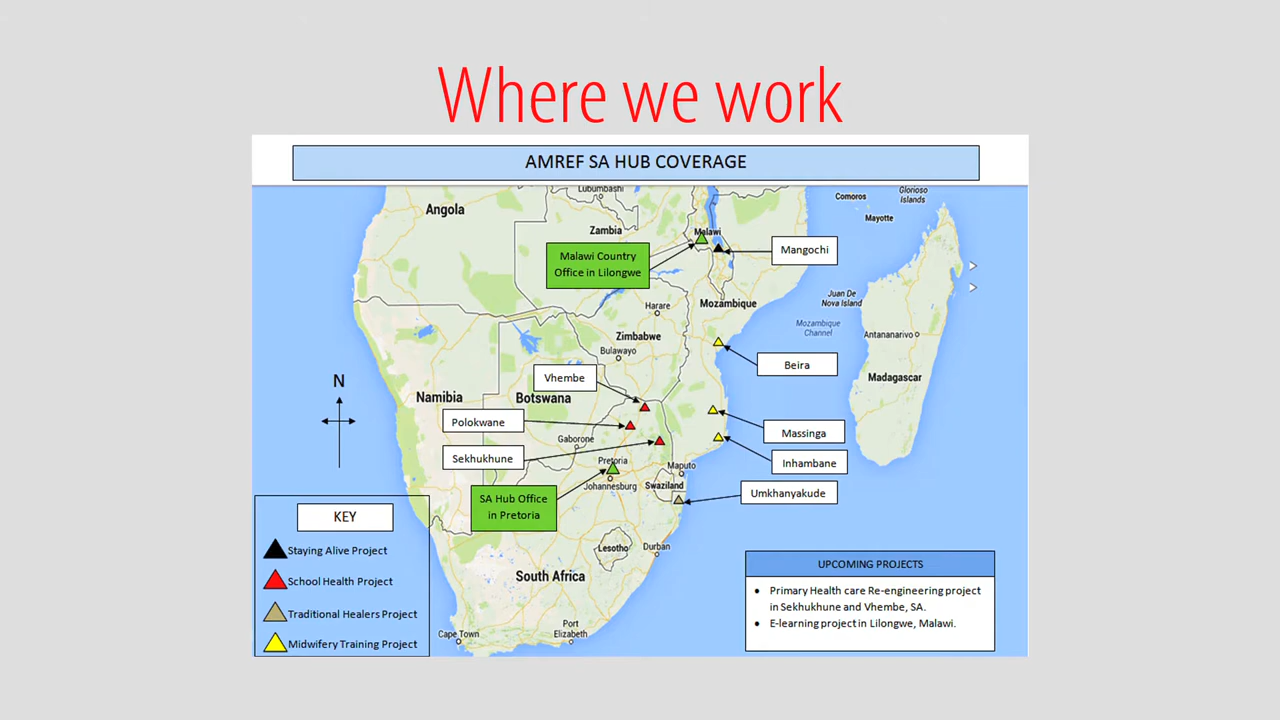 Where we work
AMREF SA HUB COVERAGE
Lubumbashi
Comoros
Glorioso
Islands
Angola
Mayotte
Zambia
Malawi
Malawi Country
Office in Lilongwe
Mangochi
Juan De
Nova Island
Harare
Mozambique
Mozambique
Channel
Zimbabwe
Antananarivo
Bulawayo
Beira
Vhembe
Madagascar
N
Namibia
Botswana
Polokwane
Massinga
Gaborone
Sekhukhune
Pretoria
Maputo
Inhambane
Johannesburg
Swaziland
Umkhanyakude
SA Hub Office
in Pretoria
KEY
Staying Alive Project
School Health Project
Traditional Healers Project
Midwifery Training Project
Lesotho
Durban
South Africa
Cape Town
Port
Elizabeth
UPCOMING PROJECTS
• Primary Health care Re-engineering project
in Sekhukhune and Vhembe, SA.
• E-learning project in Lilongwe, Malawi.